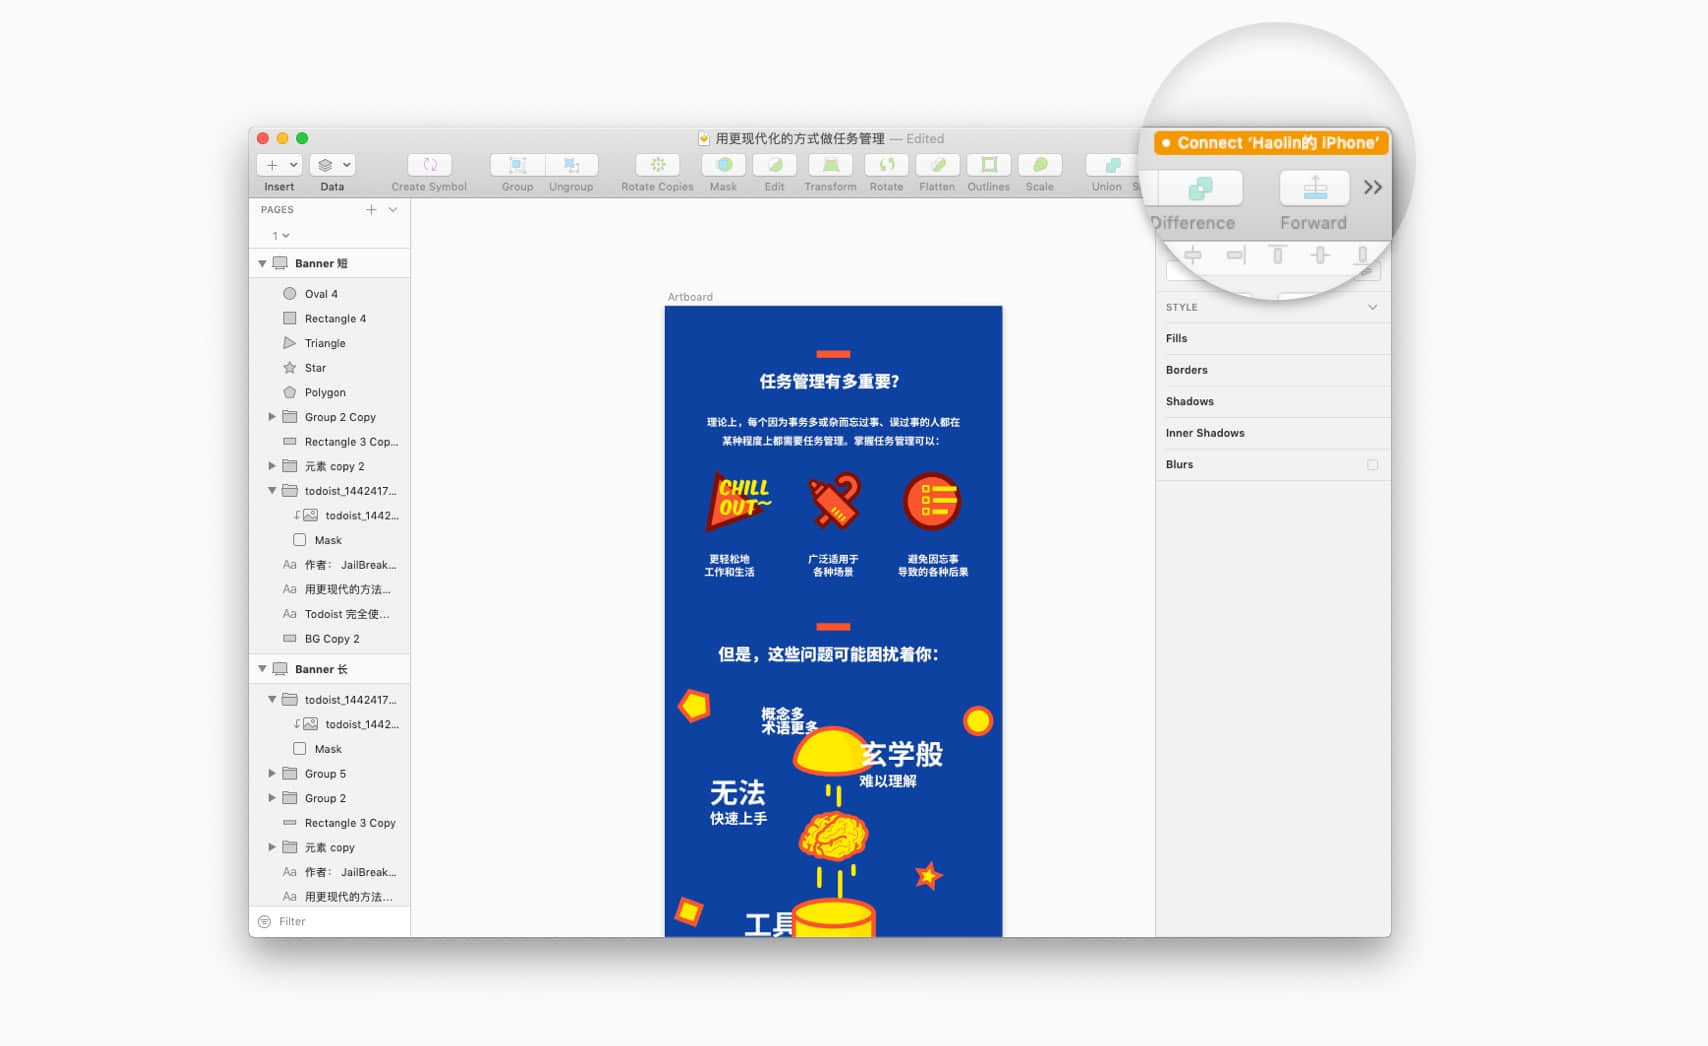 用更现代化的方式做任务管理 — Edited
Connect ‘Haolin的 iPhone’
Insert
Data
Create Symbol
Group
Ungroup
Rotate Copies
Mask
Edit
Transform
Rotate
Flatten
Outlines
Scale
Union
Difference
Forward
PAGES
1
Banner 短
Oval 4
Rectangle 4
Triangle
Star
Polygon
Group 2 Copy
Rectangle 3 Cop...
元素 copy 2
todoist_1442417...
todoist_1442...
Mask
Aa 作者： JailBreak...
Aa 用更现代的方法...
Aa Todoist 完全使...
BG Copy 2
Banner 长
todoist_1442417...
todoist_1442...
Mask
Group 5
Group 2
Rectangle 3 Copy
元素 copy
Aa 作者： JailBreak...
Aa 用更现代的方法...
Filter
Artboard
任务管理有多重要？
理论上，每个因为事务多或杂而忘过事、误过事的人都在
某种程度上都需要任务管理。掌握任务管理可以：
CHILL
OUT~
更轻松地
工作和生活
广泛适用于
各种场景
避免因忘事
导致的各种后果
但是，这些问题可能困扰着你：
概念多
术语更多
玄学般
难以理解
无法
快速上手
工具
STYLE
Fills
Borders
Shadows
Inner Shadows
Blurs